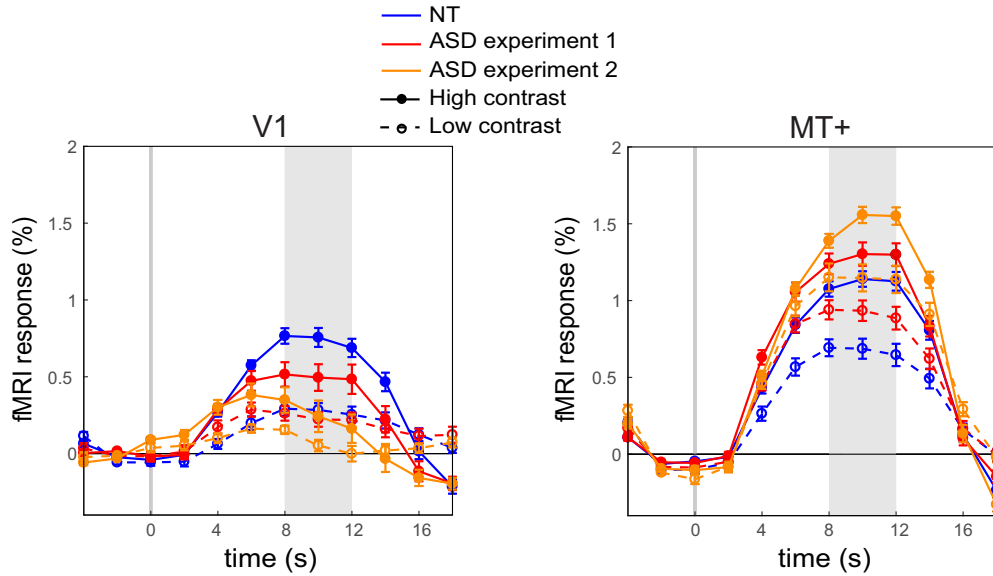 NT
ASD experiment 1
ASD experiment 2
High contrast
Low contrast
V1
fMRI response (%)
2
1.5
1
0.5
0
0 4 8 12 16
time (s)
MT+
fMRI response (%)
2
1.5
1
0.5
0
0 4 8 12 16
time (s)